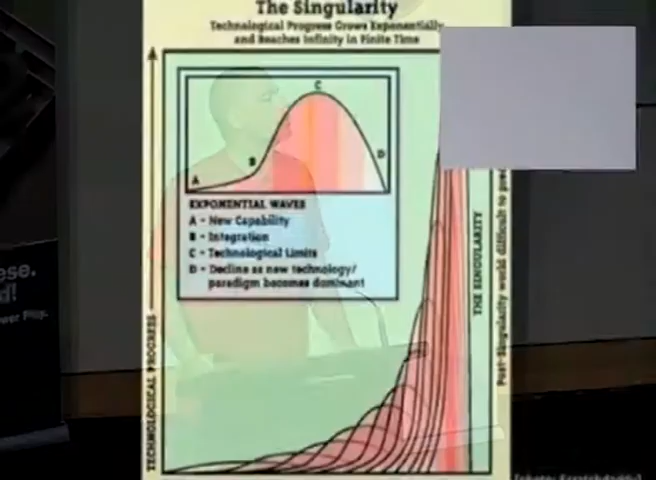 The Singularity
Technological Progress Grows Exponentially
and Reaches Infinity in Finite Time
C
B
D
A
EXPONENTIAL WAVES
A - New Capability
B - Integration
C - Technological Limits
D - Decline as new technology/
paradigm becomes dominant
TECHNOLOGICAL PROGRESS
THE SINGULARITY
Post-Singularity world difficult to
ese.
d!